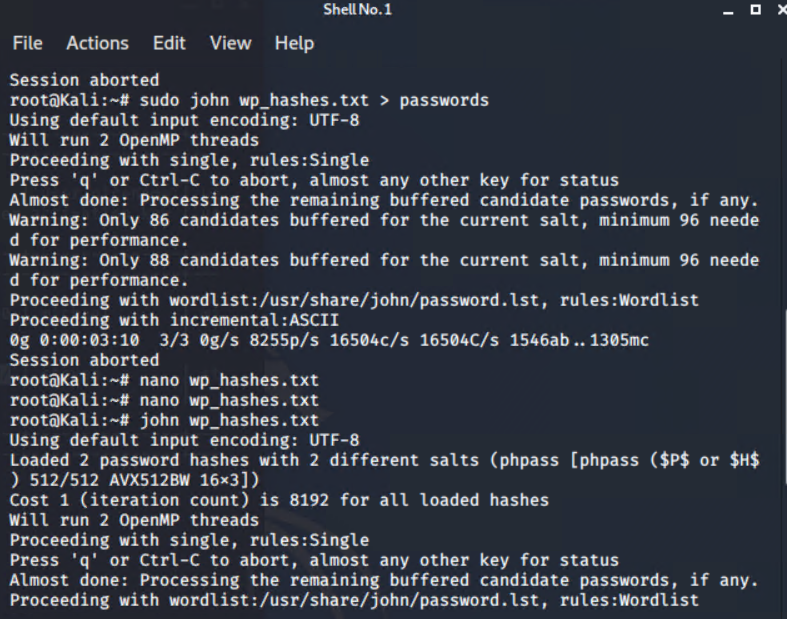 Shell No.1
File Actions Edit View Help
Session aborted
root@Kali:~# sudo john wp_hashes.txt > passwords
Using default input encoding: UTF-8
Will run 2 OpenMP threads
Proceeding with single, rules:Single
Press 'q' or Ctrl-C to abort, almost any other key for status
Almost done: Processing the remaining buffered candidate passwords, if any.
Warning: Only 86 candidates buffered for the current salt, minimum 96 neede
d for performance.
Warning: Only 88 candidates buffered for the current salt, minimum 96 neede
d for performance.
Proceeding with wordlist:/usr/share/john/password.lst, rules:Wordlist
Proceeding with incremental:ASCII
0g 0:00:03:10  3/3 0g/s 8255p/s 16504c/s 16504C/s 1546ab..1305mc
Session aborted
root@Kali:~# nano wp_hashes.txt
root@Kali:~# nano wp_hashes.txt
root@Kali:~# john wp_hashes.txt
Using default input encoding: UTF-8
Loaded 2 password hashes with 2 different salts (phpass [phpass ($P$ or $H$
) 512/512 AVX512BW 16×3])
Cost 1 (iteration count) is 8192 for all loaded hashes
Will run 2 OpenMP threads
Proceeding with single, rules:Single
Press 'q' or Ctrl-C to abort, almost any other key for status
Almost done: Processing the remaining buffered candidate passwords, if any.
Proceeding with wordlist:/usr/share/john/password.lst, rules:Wordlist